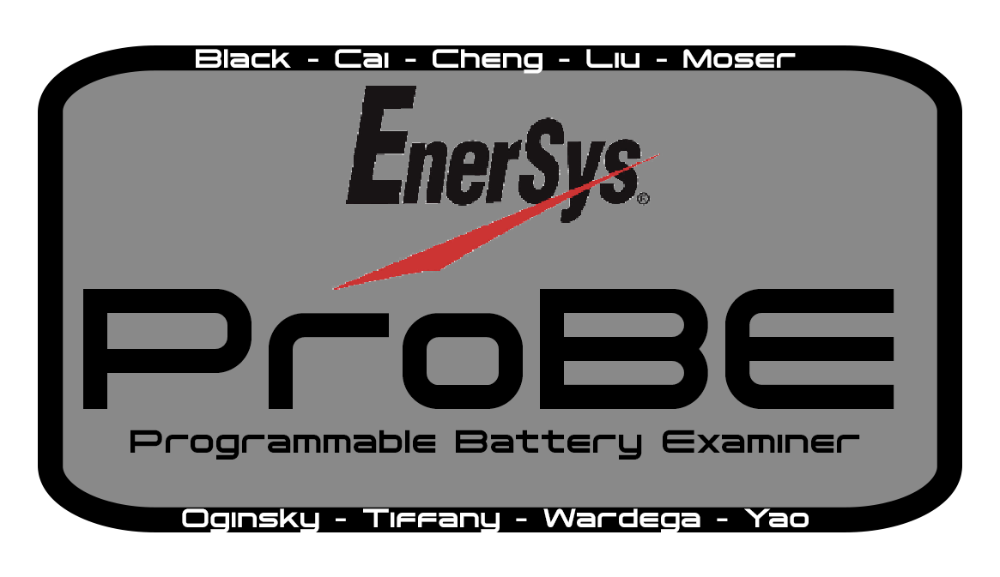 Black - Cai - Cheng - Liu - Moser
EnerSys®
ProBE
Programmable Battery Examiner
Oginsky - Tiffany - Wardega - Yao